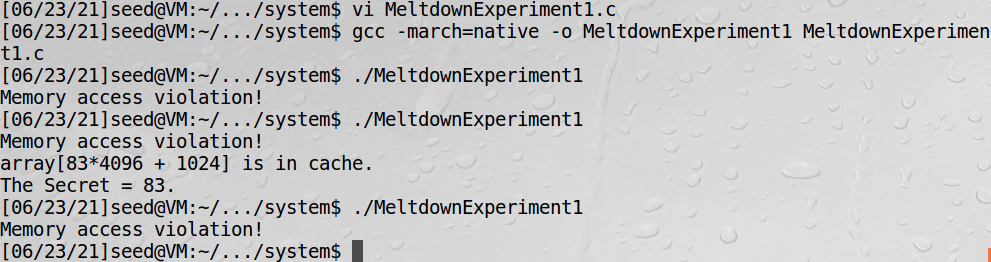 [06/23/21]seed@VM:~/.../system$ vi MeltdownExperiment1.c
[06/23/21]seed@VM:~/.../system$ gcc -march=native -o MeltdownExperiment1 MeltdownExperimen
t1.c
[06/23/21]seed@VM:~/.../system$ ./MeltdownExperiment1
Memory access violation!
[06/23/21]seed@VM:~/.../system$ ./MeltdownExperiment1
Memory access violation!
array[83*4096 + 1024] is in cache.
The Secret = 83.
[06/23/21]seed@VM:~/.../system$ ./MeltdownExperiment1
Memory access violation!
[06/23/21]seed@VM:~/.../system$